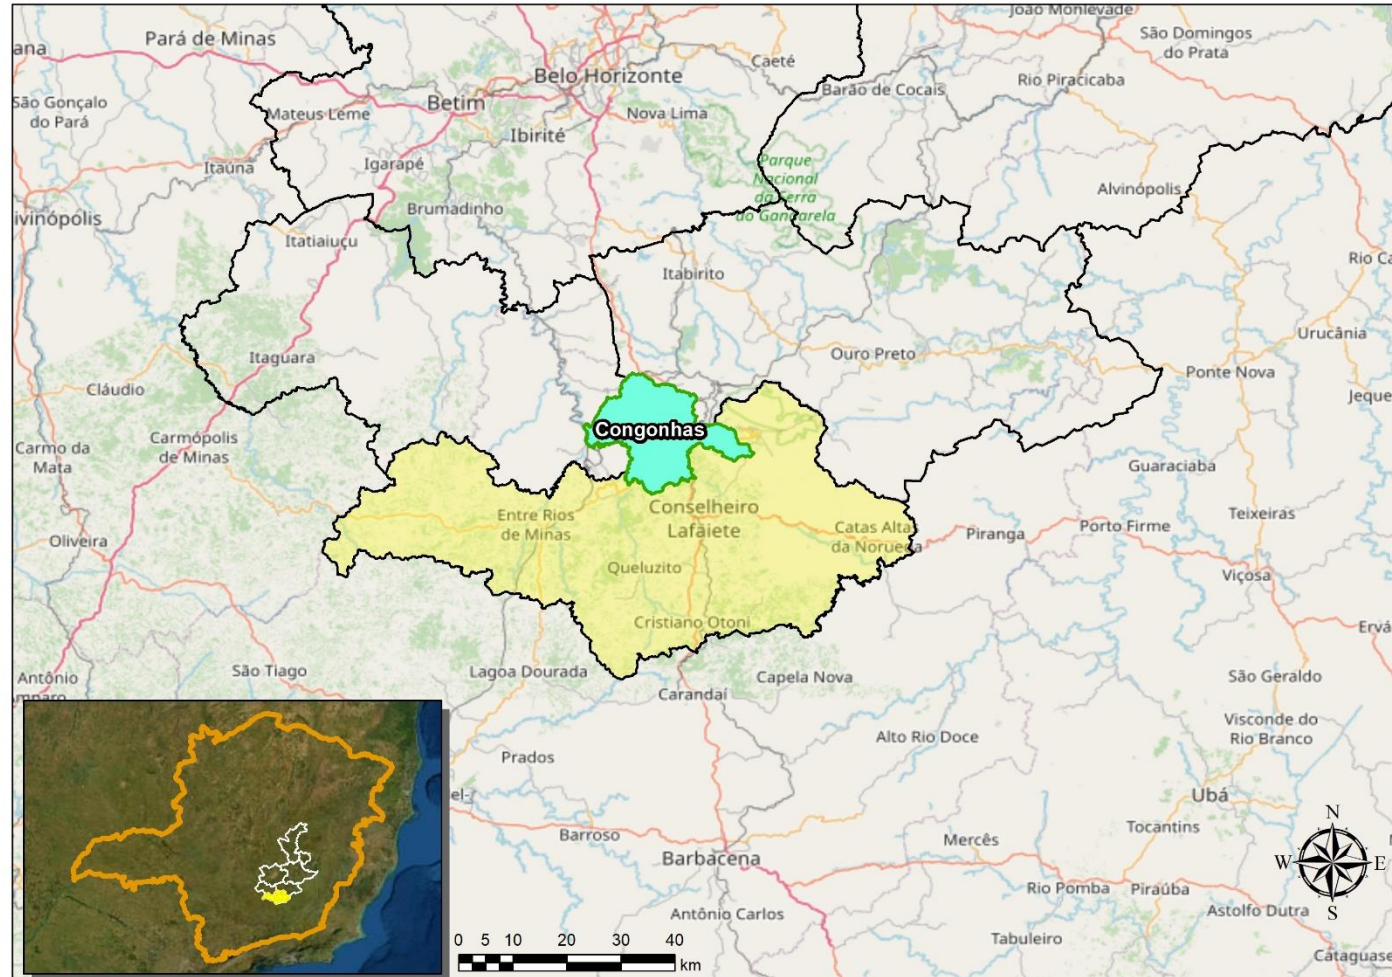 João Monlevade
Pará de Minas
São Domingos
do Prata
ana
Caeté
Belo Horizonte
Rio Piracicaba
Barão de Cocais
São Gonçalo
do Pará
Betim
Mateus Leme
Nova Lima
Ibirité
Itaúna
Igarapé
Parque
Nacional
da Serra
do Gandarela
Alvinópolis
Brumadinho
ivinópolis
Itatiaiuçu
Rio Ca
Itabirito
Urucânia
Itaguara
Ouro Preto
Ponte Nova
Cláudio
Jeque
Congonhas
Carmo da
Mata
Carmópolis
de Minas
Guaraciaba
Conselheiro
Lafaiete
Entre Rios
de Minas
Catas Alta
da Noruega
Teixeiras
Piranga
Porto Firme
Oliveira
Queluzito
Viçosa
Cristiano Otoni
Ervá
São Tiago
Lagoa Dourada
Capela Nova
São Geraldo
Antônio
mparo
Carandaí
Visconde do
Rio Branco
Alto Rio Doce
Prados
el-
Ubá
Tocantins
Barroso
Mercês
Barbacena
Rio Pomba
Piraúba
Astolfo Dutra
Antônio Carlos
Tabuleiro
Cataguase
N
W
E
S
0 5 10 20 30 40
km